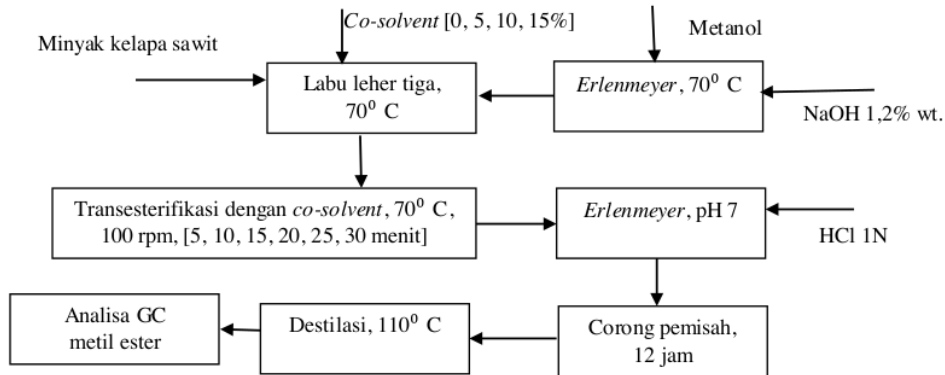 Co-solvent [0, 5, 10, 15%]
Metanol
Minyak kelapa sawit
Labu leher tiga,
70⁰ C
Erlenmeyer, 70⁰ C
NaOH 1,2% wt.
Transesterifikasi dengan co-solvent, 70⁰ C,
100 rpm, [5, 10, 15, 20, 25, 30 menit]
Erlenmeyer, pH 7
HCl 1N
Analisa GC
metil ester
Destilasi, 110⁰ C
Corong pemisah,
12 jam